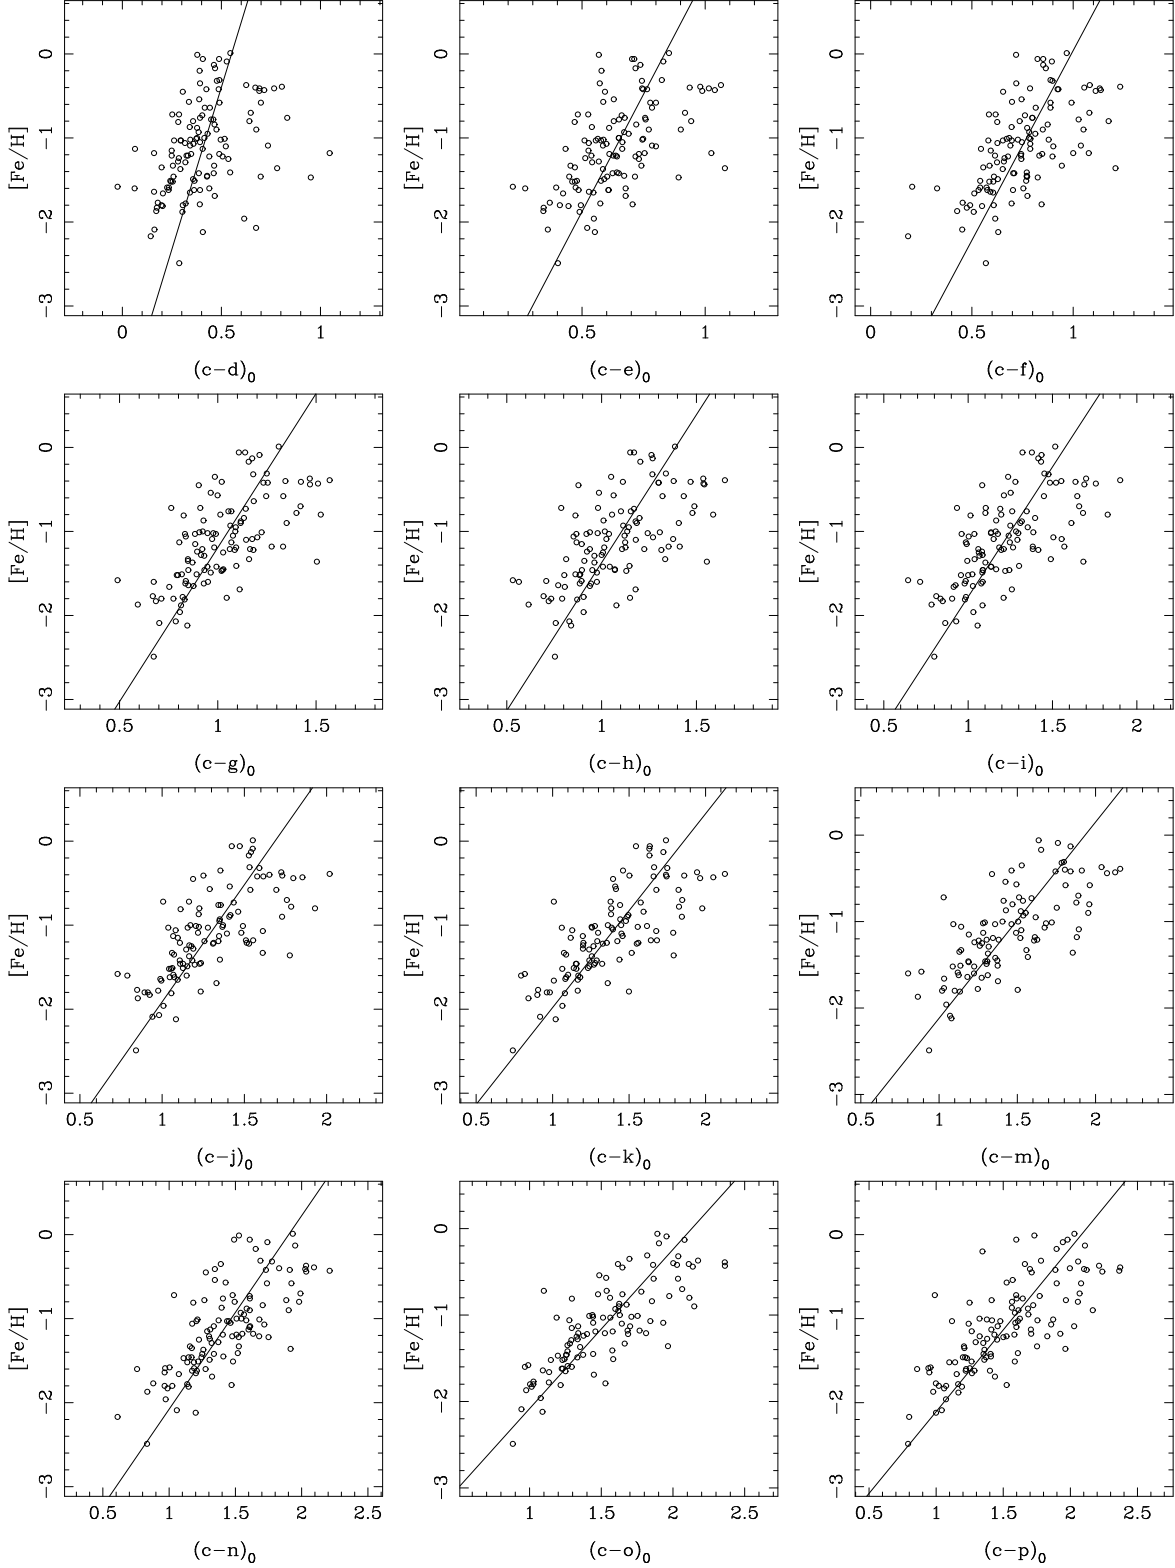 [Fe/H] 0 −1 −2 −3
0 0.5 1
(c−d)0
[Fe/H] 0 −1 −2 −3
0.5 1
(c−e)0
[Fe/H] 0 −1 −2 −3
0 0.5 1
(c−f)0
[Fe/H] 0 −1 −2 −3
0.5 1 1.5
(c−g)0
[Fe/H] 0 −1 −2 −3
0.5 1 1.5
(c−h)0
[Fe/H] 0 −1 −2 −3
0.5 1 1.5 2
(c−i)0
[Fe/H] 0 −1 −2 −3
0.5 1 1.5 2
(c−j)0
[Fe/H] 0 −1 −2 −3
0.5 1 1.5 2
(c−k)0
[Fe/H] 0 −1 −2 −3
0.5 1 1.5 2
(c−m)0
[Fe/H] 0 −1 −2 −3
0.5 1 1.5 2 2.5
(c−n)0
[Fe/H] 0 −1 −2 −3
1 1.5 2 2.5
(c−o)0
[Fe/H] 0 −1 −2 −3
0.5 1 1.5 2 2.5
(c−p)0